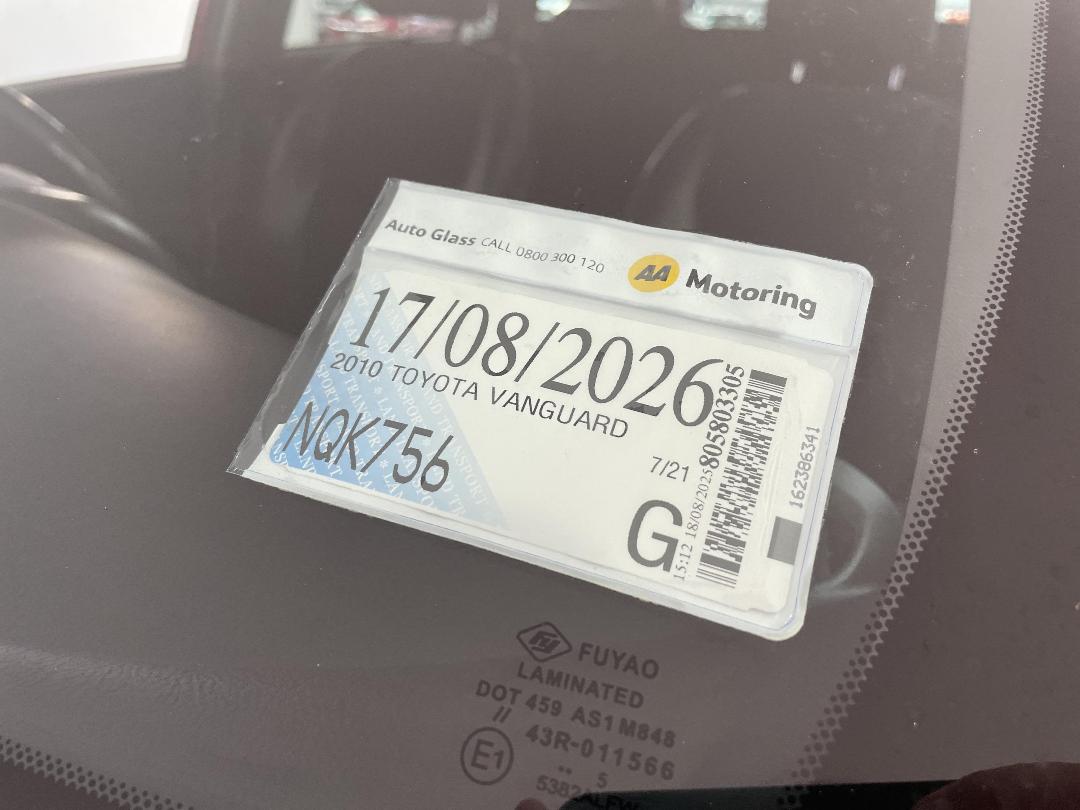 Auto Glass CALL 0800 300 120
AA Motoring
17/08/2026
2010 TOYOTA VANGUARD
NQK756
7/21
G
15:12 18/08/2025 805803305
162386341
FUYAO
LAMINATED
DOT 459 AS1 M848
//
43R-011566
E1
.. 5